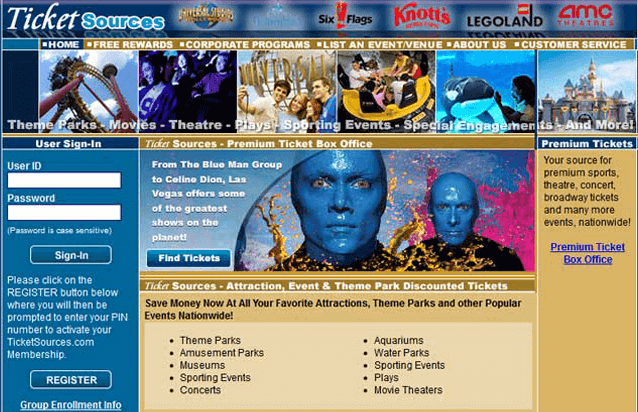 Ticket Sources
UNIVERSAL STUDIOS
Six Flags
Knott's
LEGOLAND
AMC
THEATRES
HOME FREE REWARDS CORPORATE PROGRAMS LIST AN EVENT/VENUE ABOUT US CUSTOMER SERVICE
Theme Parks - Movies - Theatre - Plays - Sporting Events - Special Engagements - And More!
User Sign-In
User ID
Password
(Password is case sensitive)
Sign-In
Please click on the
REGISTER button below
where you will then be
prompted to enter your PIN
number to activate your
TicketSources.com
Membership.
REGISTER
Group Enrollment Info
Ticket Sources - Premium Ticket Box Office
From The Blue Man Group
to Celine Dion, Las
Vegas offers some
of the greatest
shows on the
planet!
Find Tickets
Ticket Sources - Attraction, Event & Theme Park Discounted Tickets
Save Money Now At All Your Favorite Attractions, Theme Parks and other Popular
Events Nationwide!
Theme Parks
Amusement Parks
Museums
Sporting Events
Concerts
Aquariums
Water Parks
Sporting Events
Plays
Movie Theaters
Premium Tickets
Your source for
premium sports,
theatre, concert,
broadway tickets
and many more
events, nationwide!
Premium Ticket
Box Office